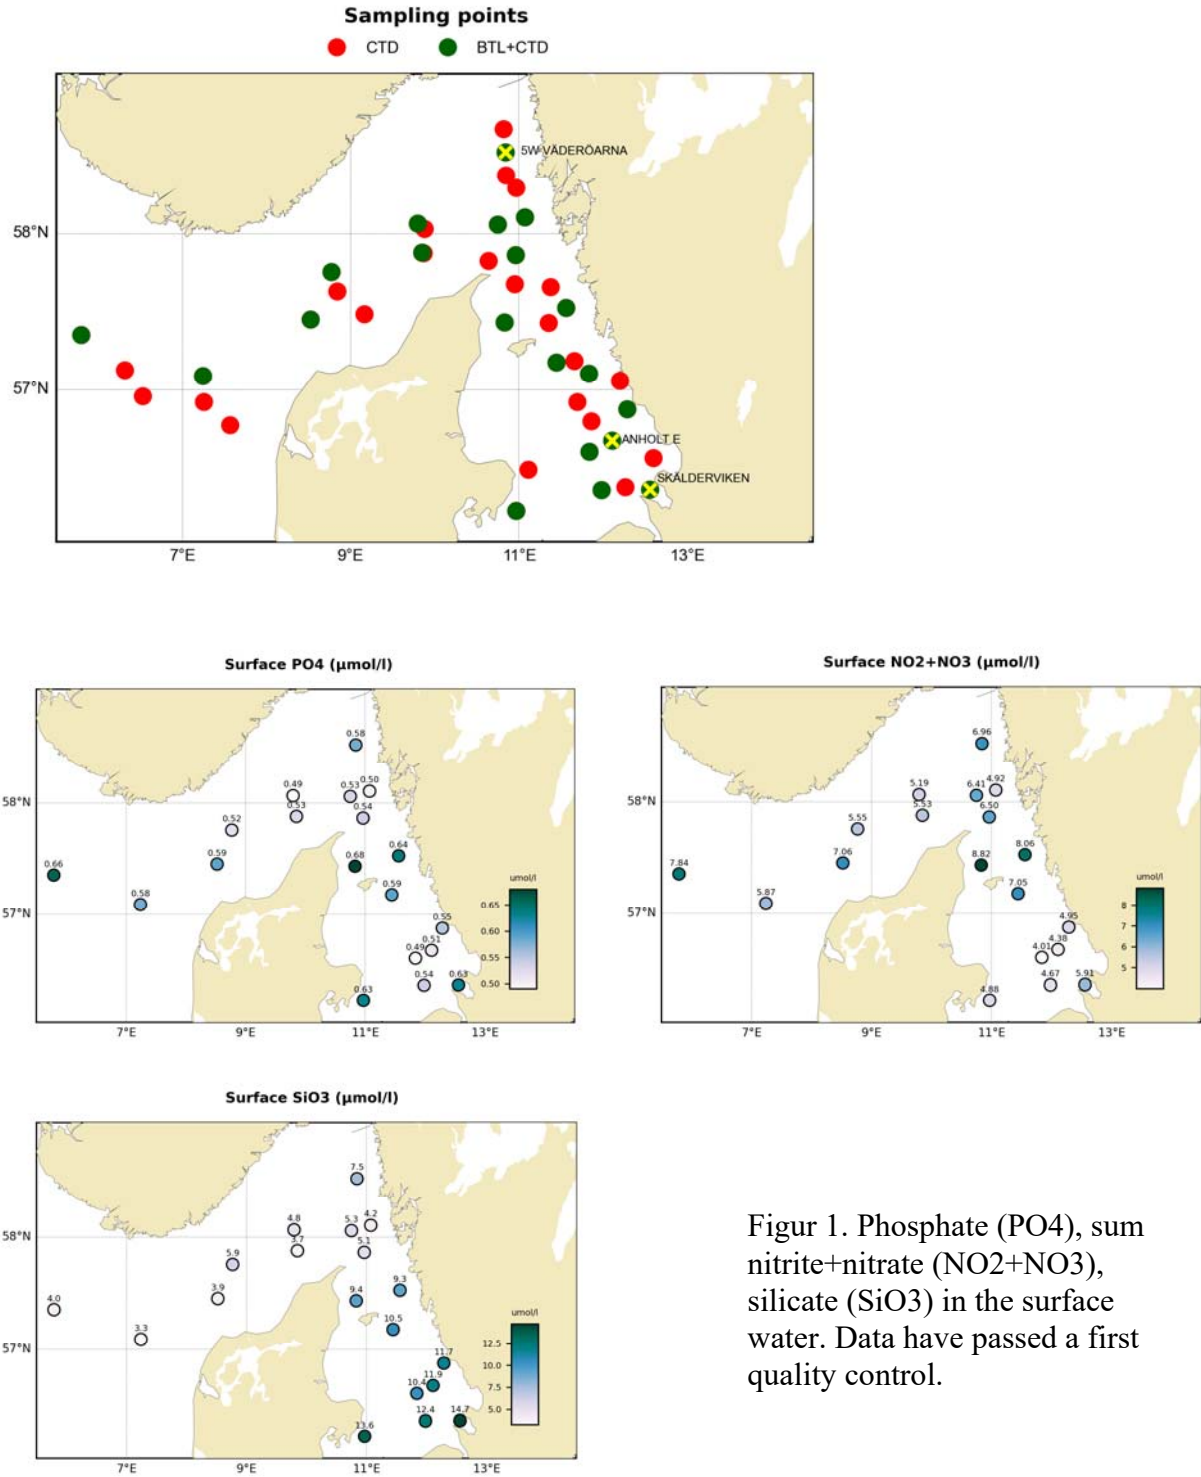 Sampling points
CTD
BTL+CTD
5W VÄDERÖARNA
58°N
57°N
ANHOLT E
SKÄLDERVIKEN
7°E
9°E
11°E
13°E
Surface PO4 (µmol/l)
0.58
0.49
0.53
0.50
0.53
0.54
58°N
0.52
0.59
0.68
0.64
0.66
0.58
0.59
umol/l
0.65
0.60
0.55
0.50
57°N
0.55
0.51
0.49
0.54
0.63
0.63
7°E
9°E
11°E
13°E
Surface NO2+NO3 (µmol/l)
6.96
5.19
6.41
4.92
58°N
5.53
6.50
5.55
7.06
8.82
8.06
7.84
5.87
7.05
umol/l
8
7
6
5
57°N
4.95
4.38
4.01
4.67
5.91
4.88
7°E
9°E
11°E
13°E
Surface SiO3 (µmol/l)
7.5
4.8
5.3
4.2
58°N
3.7
5.1
5.9
3.9
9.4
9.3
4.0
3.3
10.5
umol/l
12.5
10.0
7.5
5.0
57°N
11.7
11.9
10.4
12.4
14.7
13.6
7°E
9°E
11°E
13°E
Figur 1. Phosphate (PO4), sum
nitrite+nitrate (NO2+NO3),
silicate (SiO3) in the surface
water. Data have passed a first
quality control.